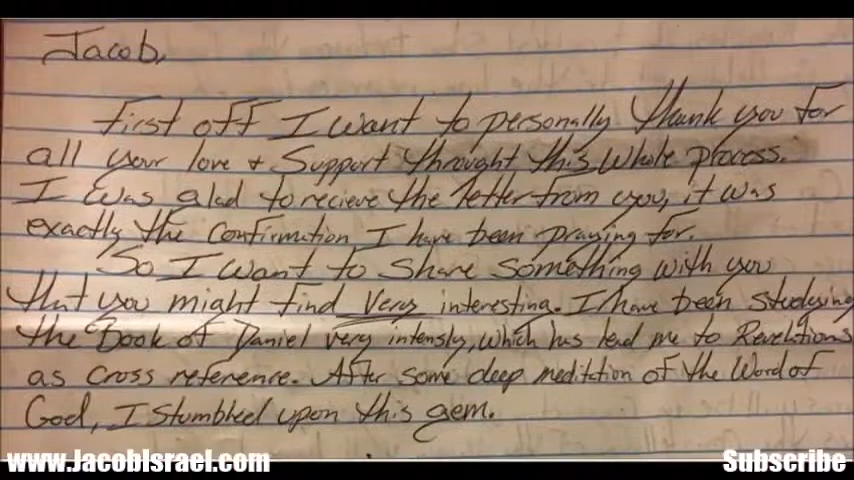 Jacob,
First off I want to personally thank you for
all your love + Support throught this whole process.
I was glad to recieve the letter from you, it was
exactly the confirmation I have been praying for.
So I want to share something with you
that you might find very interesting. I have been studying
the Book of Daniel very intensly, which has lead me to Revelations
as cross reference. After some deep meditation of the Word of
God, I stumbled upon this gem.
www.JacobIsrael.com
Subscribe